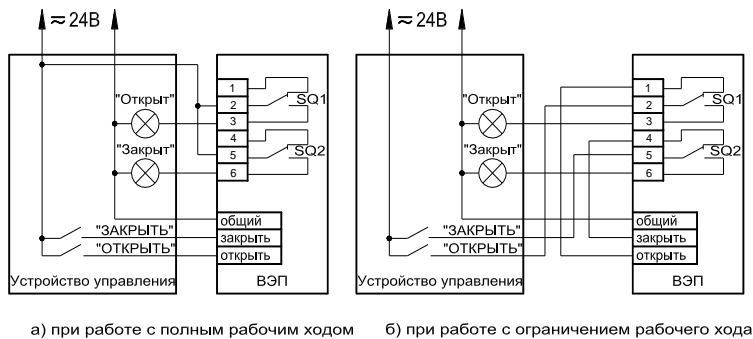 ≈ 24В
1
2
3
4
5
6
SQ1
SQ2
"Открыт"
"Закрыт"
общий
закрыть
открыть
"ЗАКРЫТЬ"
"ОТКРЫТЬ"
Устройство управления
ВЭП
а) при работе с полным рабочим ходом
≈ 24В
1
2
3
4
5
6
SQ1
SQ2
"Открыт"
"Закрыт"
общий
закрыть
открыть
"ЗАКРЫТЬ"
"ОТКРЫТЬ"
Устройство управления
ВЭП
б) при работе с ограничением рабочего хода